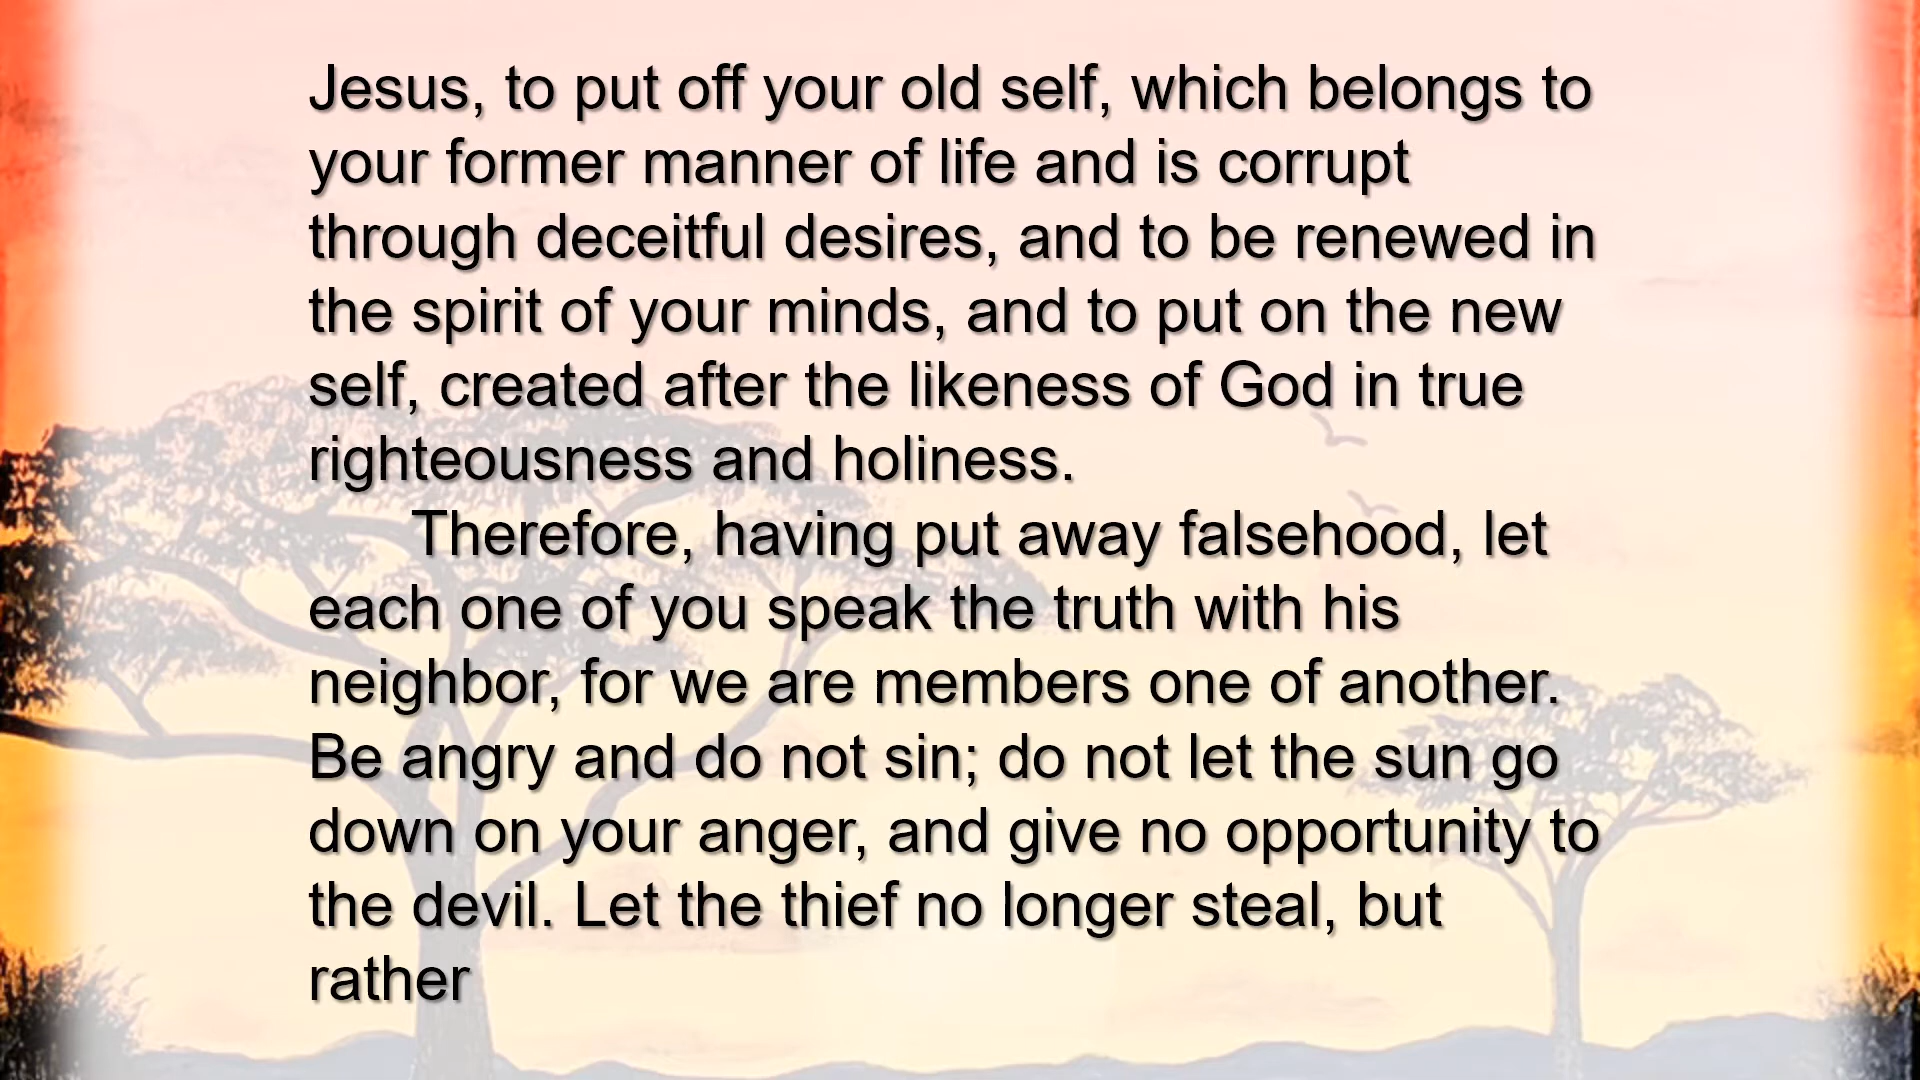 Jesus, to put off your old self, which belongs to
your former manner of life and is corrupt
through deceitful desires, and to be renewed in
the spirit of your minds, and to put on the new
self, created after the likeness of God in true
righteousness and holiness.
Therefore, having put away falsehood, let
each one of you speak the truth with his
neighbor, for we are members one of another.
Be angry and do not sin; do not let the sun go
down on your anger, and give no opportunity to
the devil. Let the thief no longer steal, but
rather